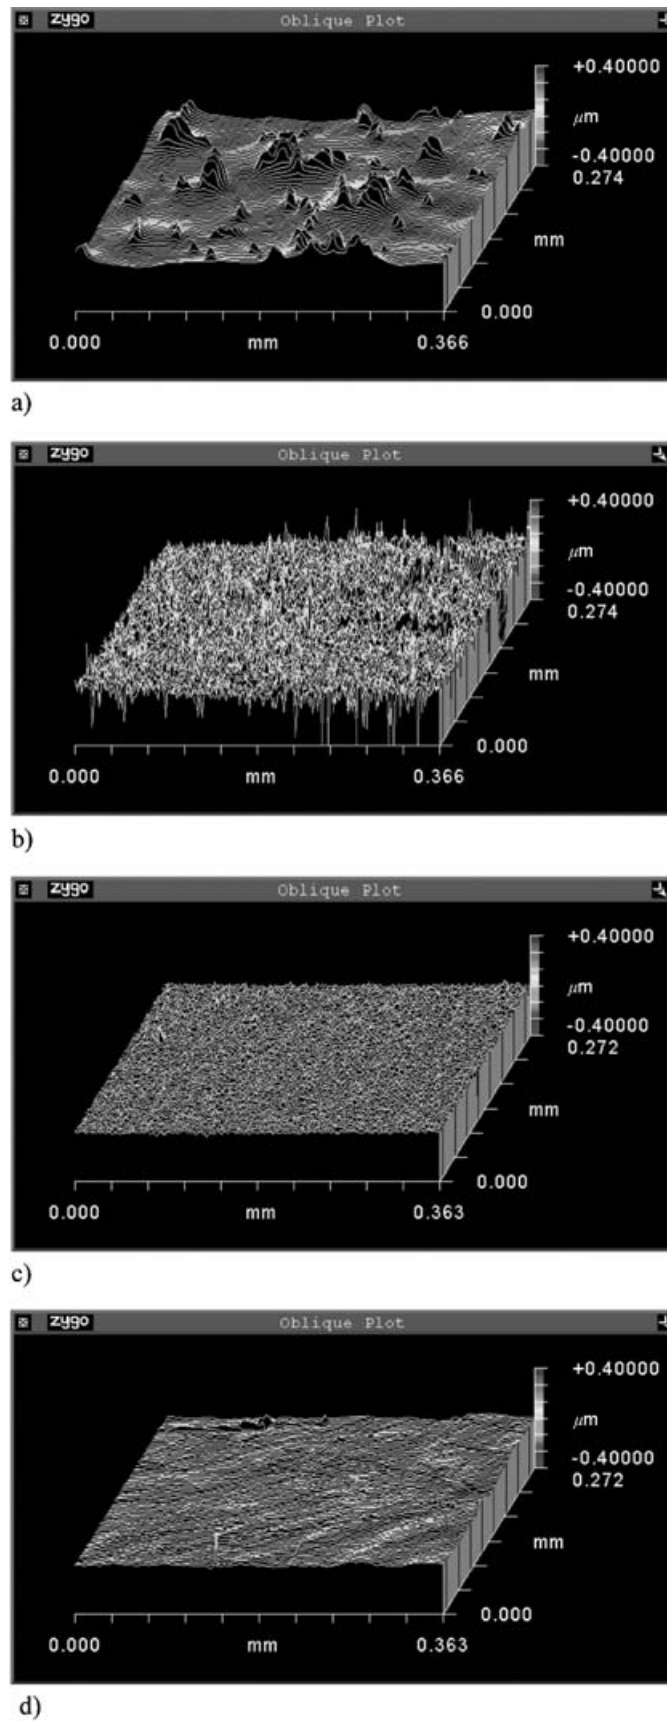 zygo Oblique Plot
+0.40000
μm
-0.40000
0.274
mm
0.000
0.000 mm 0.366
a)
zygo Oblique Plot
+0.40000
μm
-0.40000
0.274
mm
0.000
0.000 mm 0.366
b)
zygo Oblique Plot
+0.40000
μm
-0.40000
0.272
mm
0.000
0.000 mm 0.363
c)
zygo Oblique Plot
+0.40000
μm
-0.40000
0.272
mm
0.000
0.000 mm 0.363
d)